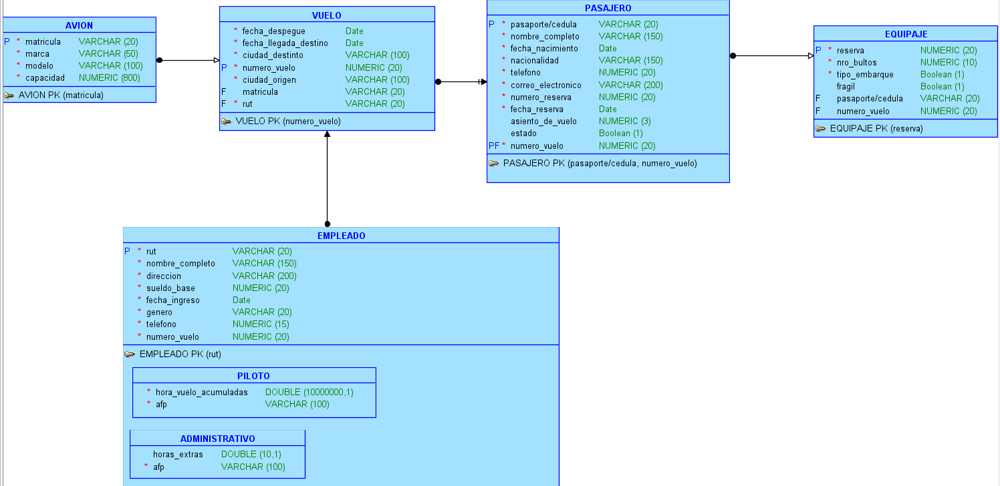 AVION
P * matricula VARCHAR (20)
* marca VARCHAR (50)
* modelo VARCHAR (100)
* capacidad NUMERIC (800)
AVION PK (matricula)
VUELO
* fecha_despegue Date
* fecha_llegada_destino Date
* ciudad_destinto VARCHAR (100)
P * numero_vuelo NUMERIC (20)
* ciudad_origen VARCHAR (100)
F matricula VARCHAR (20)
F * rut VARCHAR (20)
VUELO PK (numero_vuelo)
PASAJERO
P * pasaporte/cedula VARCHAR (20)
* nombre_completo VARCHAR (150)
* fecha_nacimiento Date
* nacionalidad VARCHAR (150)
* telefono NUMERIC (20)
* correo_electronico VARCHAR (200)
* numero_reserva NUMERIC (20)
* fecha_reserva Date
asiento_de_vuelo NUMERIC (3)
estado Boolean (1)
PF * numero_vuelo NUMERIC (20)
PASAJERO PK (pasaporte/cedula, numero_vuelo)
EQUIPAJE
P * reserva NUMERIC (20)
* nro_bultos NUMERIC (10)
* tipo_embarque Boolean (1)
fragil Boolean (1)
F pasaporte/cedula VARCHAR (20)
F numero_vuelo NUMERIC (20)
EQUIPAJE PK (reserva)
EMPLEADO
P * rut VARCHAR (20)
* nombre_completo VARCHAR (150)
* direccion VARCHAR (200)
* sueldo_base NUMERIC (20)
* fecha_ingreso Date
* genero VARCHAR (20)
* telefono NUMERIC (15)
* numero_vuelo NUMERIC (20)
EMPLEADO PK (rut)
PILOTO
* hora_vuelo_acumuladas DOUBLE (10000000,1)
* afp VARCHAR (100)
ADMINISTRATIVO
horas_extras DOUBLE (10,1)
* afp VARCHAR (100)